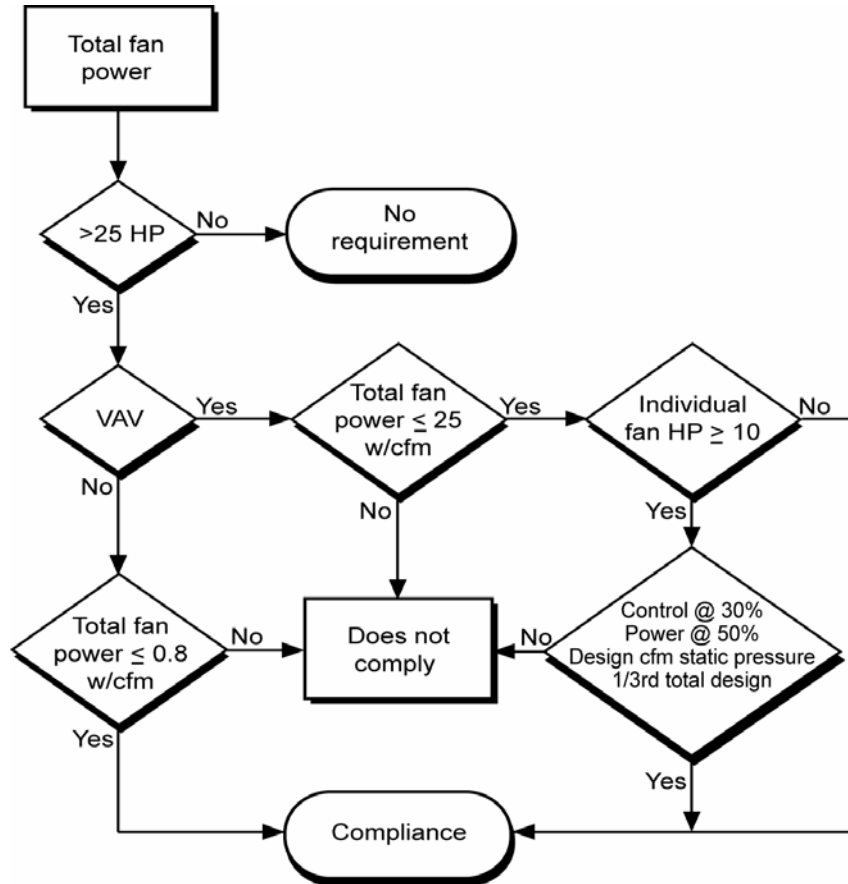 Total fan
power
>25 HP
No
No
requirement
Yes
VAV
Yes
Total fan
power ≤ 25
w/cfm
Yes
Individual
fan HP ≥ 10
No
No
No
Yes
Total fan
power ≤ 0.8
w/cfm
No
Does not
comply
No
Control @ 30%
Power @ 50%
Design cfm static pressure
1/3rd total design
Yes
Yes
Compliance